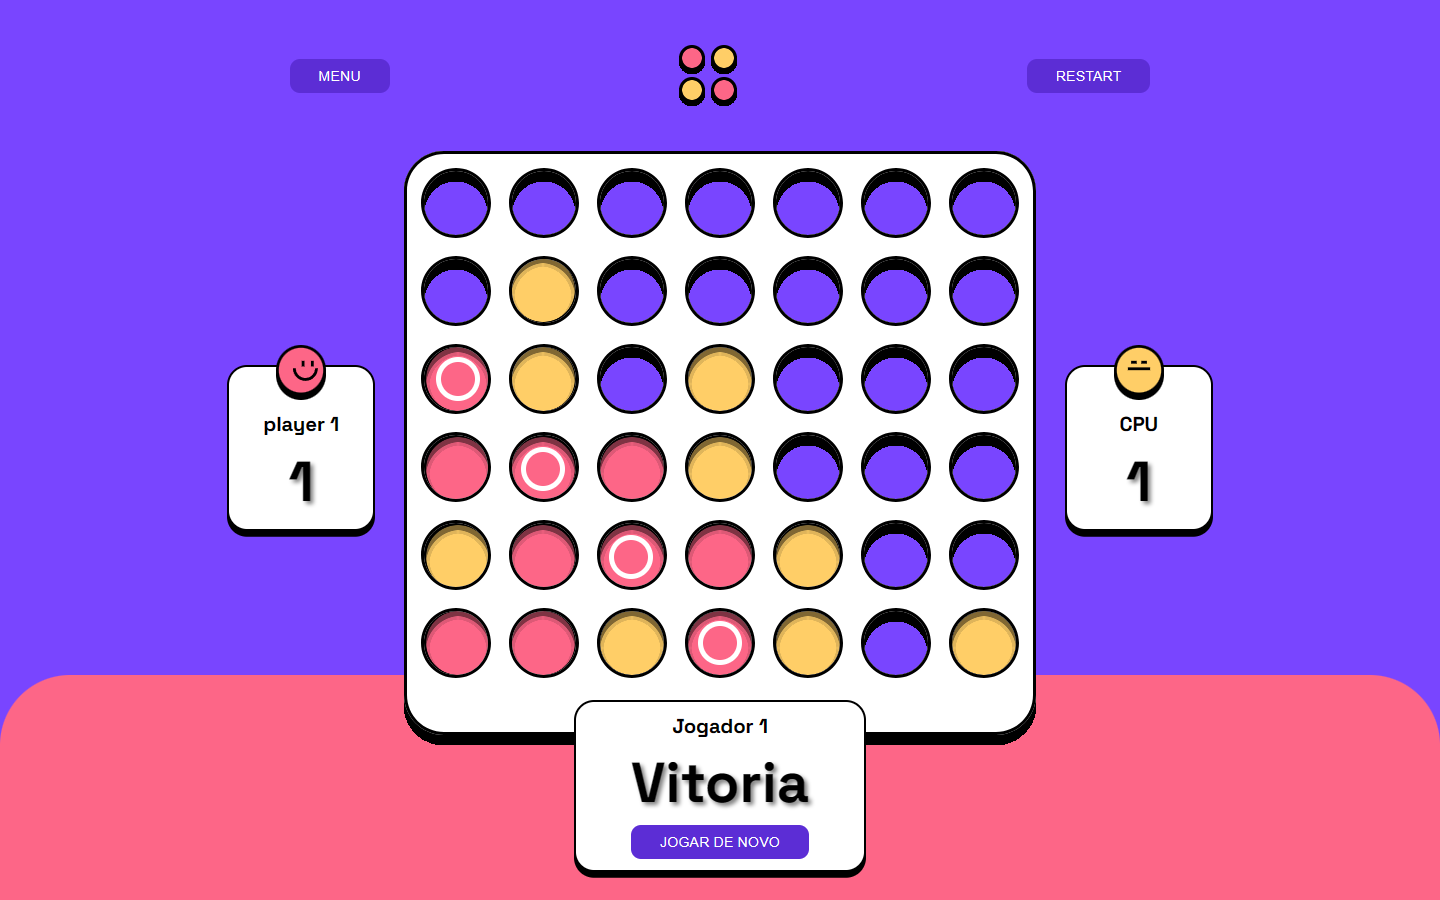 MENU
RESTART
player 1
1
CPU
1
Jogador 1
Vitoria
JOGAR DE NOVO